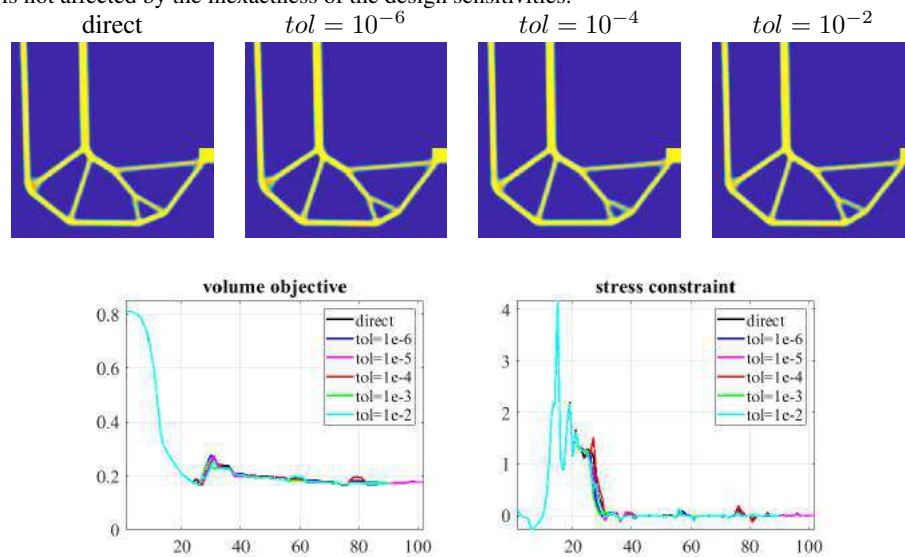 is not affected by the inexactness of the design sensitivities.
direct
tol = 10^{-6}
tol = 10^{-4}
tol = 10^{-2}
volume objective
0.8
0.6
0.4
0.2
0
20
40
60
80
100
direct
tol=1e-6
tol=1e-5
tol=1e-4
tol=1e-3
tol=1e-2
stress constraint
4
3
2
1
0
20
40
60
80
100
direct
tol=1e-6
tol=1e-5
tol=1e-4
tol=1e-3
tol=1e-2